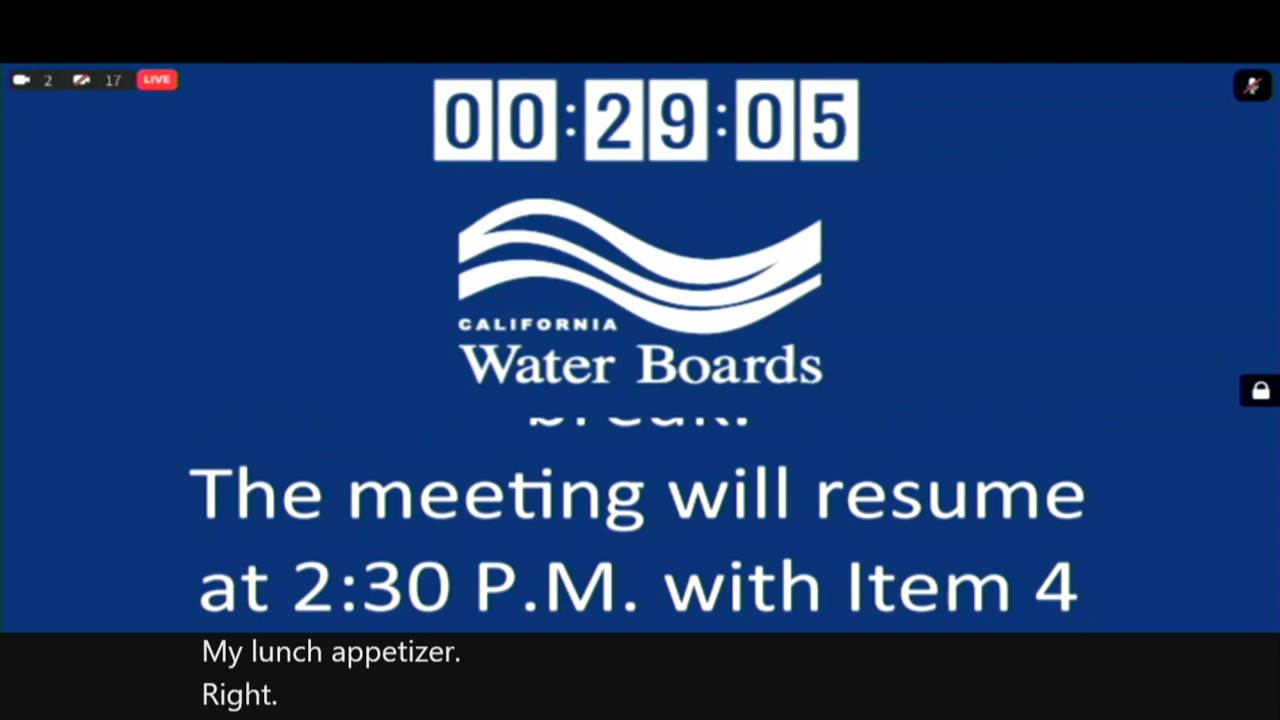 2 17 LIVE
00:29:05
CALIFORNIA
Water Boards
The meeting will resume
at 2:30 P.M. with Item 4
My lunch appetizer.
Right.